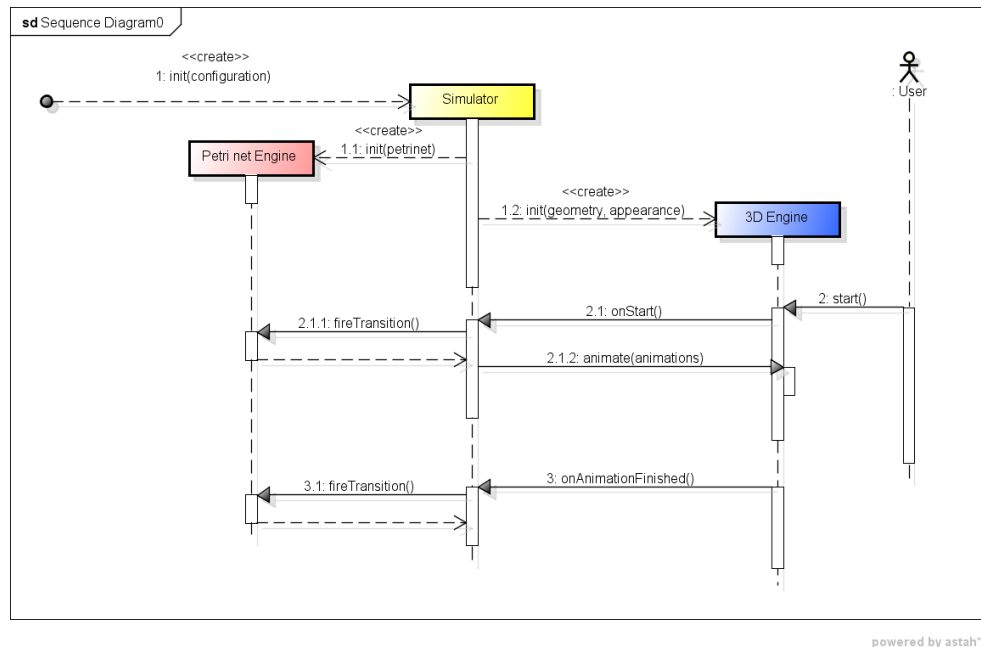 sd Sequence Diagram0
<<create>>
1: init(configuration)
Simulator
: User
<<create>>
1.1: init(petrinet)
Petri net Engine
<<create>>
1.2: init(geometry, appearance)
3D Engine
2: start()
2.1: onStart()
2.1.1: fireTransition()
2.1.2: animate(animations)
3: onAnimationFinished()
3.1: fireTransition()
powered by astah*